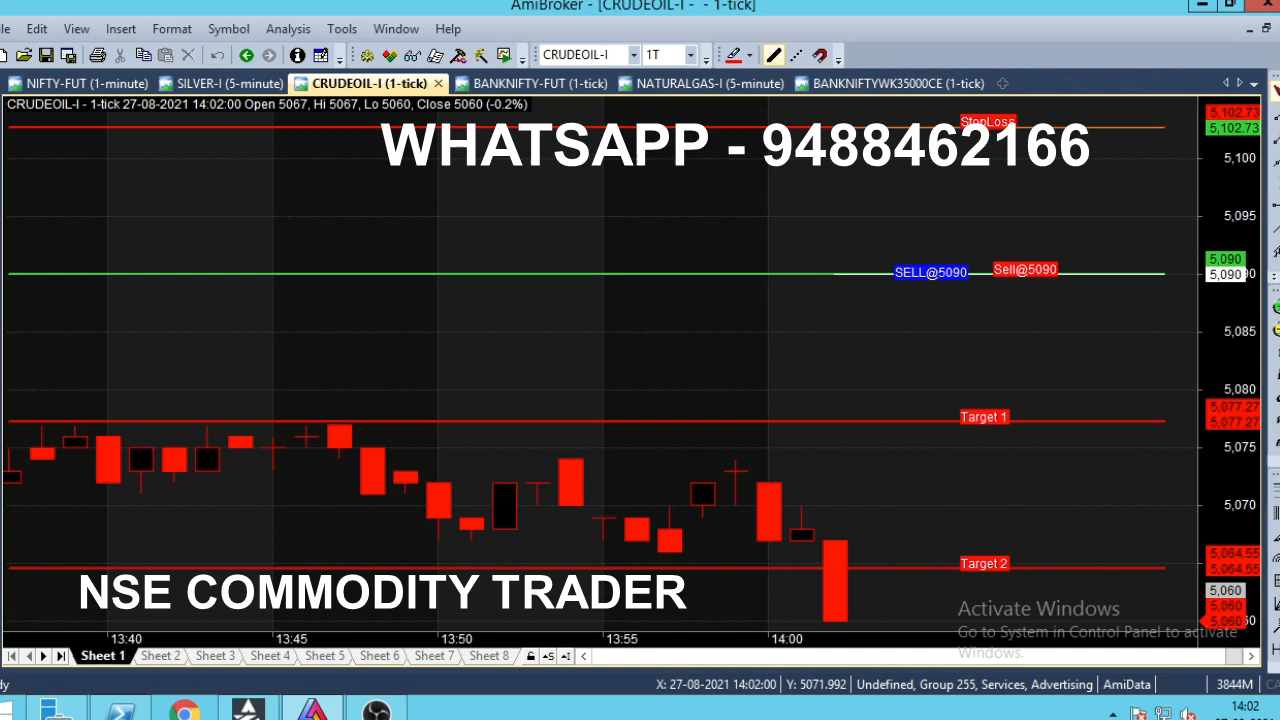 AmiBroker - [CRUDEOIL-I - - 1-tick]
Edit View Insert Format Symbol Analysis Tools Window Help
CRUDEOIL-I 1T
NIFTY-FUT (1-minute) SILVER-I (5-minute) CRUDEOIL-I (1-tick) BANKNIFTY-FUT (1-tick) NATURALGAS-I (5-minute) BANKNIFTYWK35000CE (1-tick)
CRUDEOIL-I - 1-tick 27-08-2021 14:02:00 Open 5067, Hi 5067, Lo 5060, Close 5060 (-0.2%)
5,102.73
StopLoss
5,102.73
WHATSAPP - 9488462166
5,100
5,095
5,090
SELL@5090 Sell@5090 5,090
5,085
5,080
5,077.27
Target 1 5,077.27
5,075
5,070
5,064.55
Target 2 5,064.55
NSE COMMODITY TRADER
5,060
5,060
5,060
Activate Windows
Go to System in Control Panel to activate
Windows.
13:40 13:45 13:50 13:55 14:00
Sheet 1 Sheet 2 Sheet 3 Sheet 4 Sheet 5 Sheet 6 Sheet 7 Sheet 8
X: 27-08-2021 14:02:00 Y: 5071.992 Undefined, Group 255, Services, Advertising AmiData 3844M
14:02